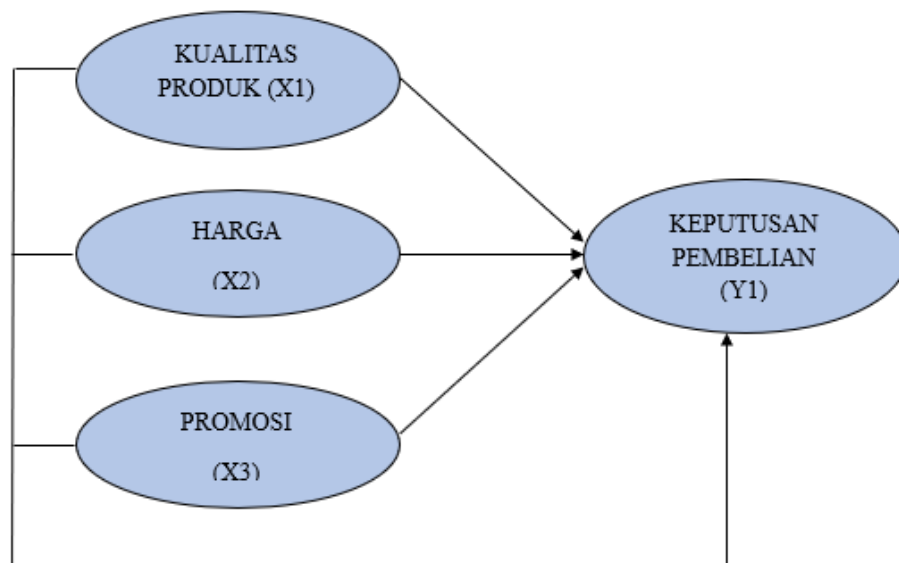 KUALITAS
PRODUK (X1)
HARGA
(X2)
PROMOSI
(X3)
KEPUTUSAN
PEMBELIAN
(Y1)